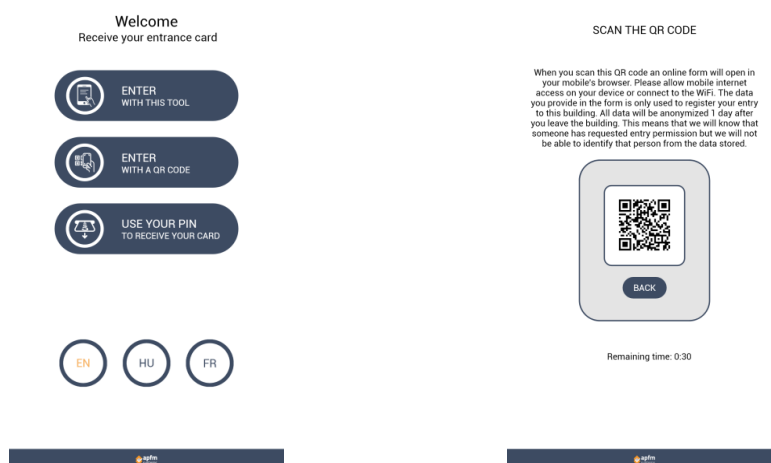 Welcome
Receive your entrance card
ENTER
WITH THIS TOOL
ENTER
WITH A QR CODE
USE YOUR PIN
TO RECEIVE YOUR CARD
EN
HU
FR
apfm
SCAN THE QR CODE
When you scan this QR code an online form will open in
your mobile's browser. Please allow mobile internet
access on your device or connect to the WiFi. The data
you provide in the form is only used to register your entry
to this building. All data will be anonymized 1 day after
you leave the building. This means that we will know that
someone has requested entry permission but we will not
be able to identify that person from the data stored.
BACK
Remaining time: 0:30
apfm